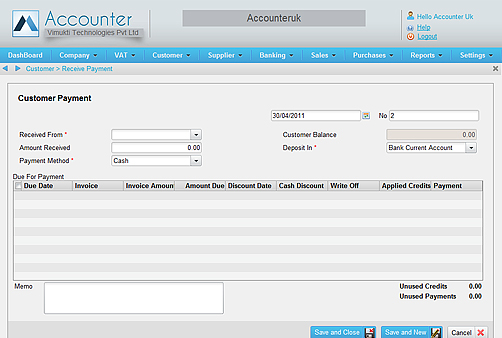 Accounter
Vimukti Technologies Pvt Ltd
Accounteruk
Hello Accounter Uk
Help
Logout
DashBoard Company VAT Customer Supplier Banking Sales Purchases Reports Settings
Customer > Receive Payment
Customer Payment
30/04/2011 No 2
Received From * Customer Balance 0.00
Amount Received 0.00 Deposit In * Bank Current Account
Payment Method * Cash
Due For Payment
Due Date Invoice Invoice Amoun Amount Due Discount Date Cash Discount Write Off Applied Credits Payment
Memo
Unused Credits 0.00
Unused Payments 0.00
Save and Close Save and New Cancel